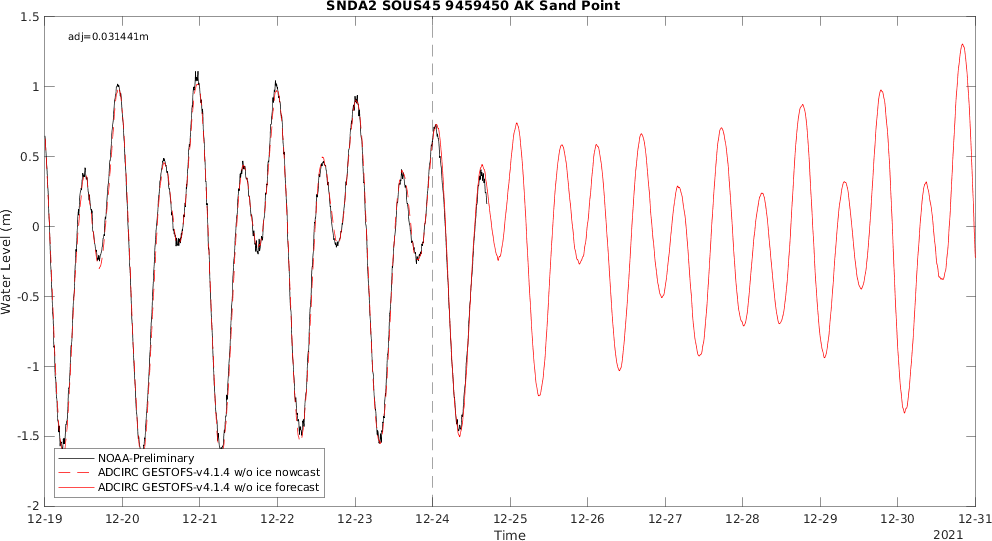 SNDA2 SOUS45 9459450 AK Sand Point
adj=0.031441m
1.5
1
0.5
0
-0.5
-1
-1.5
-2
Water Level (m)
NOAA-Preliminary
ADCIRC GESTOFS-v4.1.4 w/o ice nowcast
ADCIRC GESTOFS-v4.1.4 w/o ice forecast
12-19 12-20 12-21 12-22 12-23 12-24 12-25 12-26 12-27 12-28 12-29 12-30 12-31
Time
2021